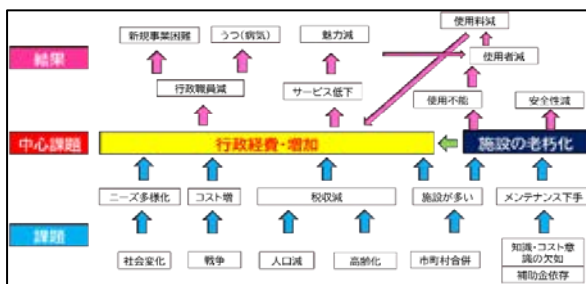 使用料減
新規事業困難
うつ(病気)
魅力減
使用者減
結果
行政職員減
サービス低下
使用不能
安全性減
中心課題
行政経費・増加
施設の老朽化
ニーズ多様化
コスト増
税収減
施設が多い
メンテナンス下手
課題
社会変化
戦争
人口減
高齢化
市町村合併
知識・コスト意
識の欠如
補助金依存